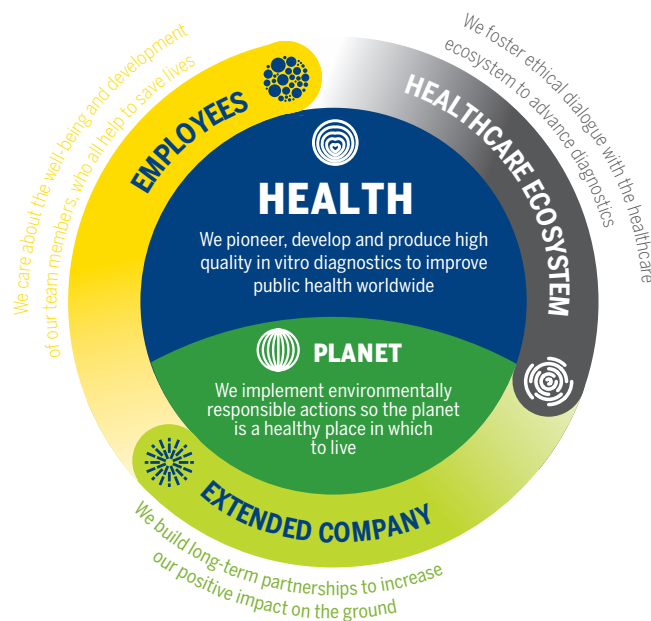 We care about the well-being and development
of our team members, who all help to save lives
EMPLOYEES
We foster ethical dialogue with the healthcare
ecosystem to advance diagnostics
HEALTHCARE ECOSYSTEM
HEALTH
We pioneer, develop and produce high
quality in vitro diagnostics to improve
public health worldwide
PLANET
We implement environmentally
responsible actions so the planet
is a healthy place in which
to live
EXTENDED COMPANY
We build long-term partnerships to increase
our positive impact on the ground